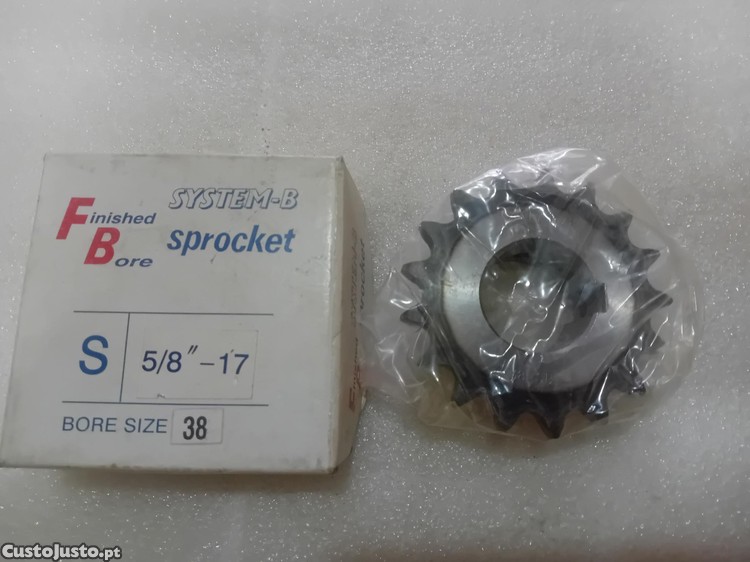 Finished
Bore
SYSTEM-B
sprocket
S
5/8" -17
BORE SIZE 38
CustoJusto.pt